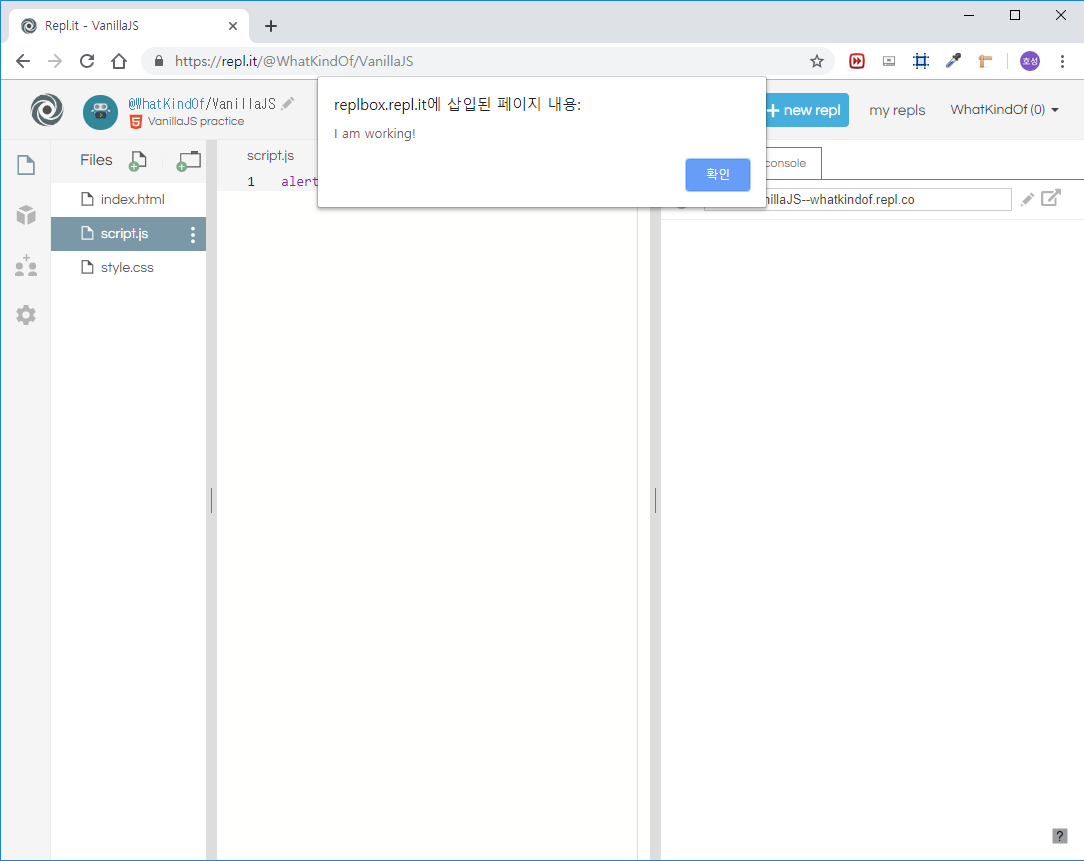 Repl.it - VanillaJS
https://repl.it/@WhatKindOf/VanillaJS
호성
@WhatKindOf/VanillaJS
VanillaJS practice
replbox.repl.it에 삽입된 페이지 내용:
I am working!
확인
+ new repl
my repls
WhatKindOf (0)
Files
script.js
console
1 alert
nillaJS--whatkindof.repl.co
index.html
script.js
style.css
?